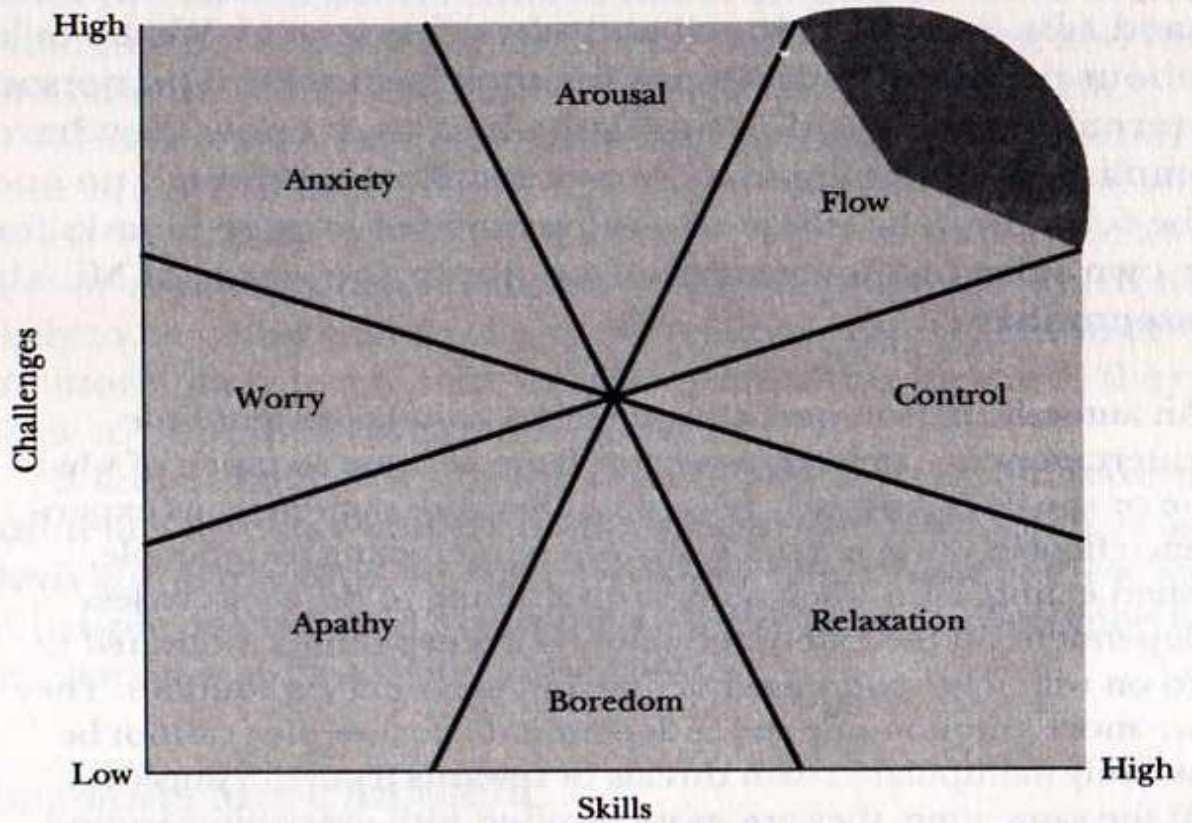 High
Arousal
Anxiety
Flow
Challenges
Worry
Control
Apathy
Relaxation
Boredom
Low
High
Skills